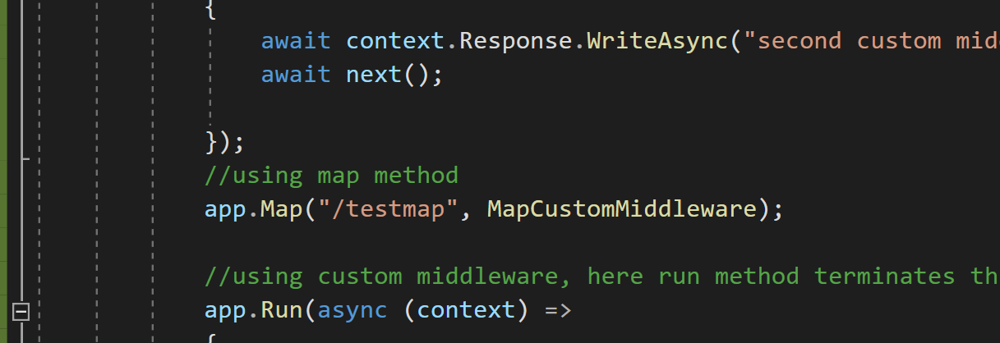 {
await context.Response.WriteAsync("second custom mid
await next();
});
//using map method
app.Map("/testmap", MapCustomMiddleware);
//using custom middleware, here run method terminates th
app.Run(async (context) =>
{